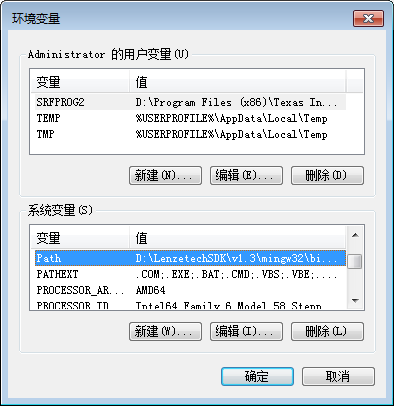 环境变量
Administrator 的用户变量(U)
变量 值
SRFPROG2 D:\Program Files (x86)\Texas In...
TEMP %USERPROFILE%\AppData\Local\Temp
TMP %USERPROFILE%\AppData\Local\Temp
新建(N)... 编辑(E)... 删除(D)
系统变量(S)
变量 值
Path D:\LenzetechSDK\v1.3\mingw32\bi...
PATHEXT .COM;.EXE;.BAT;.CMD;.VBS;.VBE;....
PROCESSOR_AR... AMD64
PROCESSOR_ID Intel64 Family 6 Model 58 Stepp
新建(W)... 编辑(I)... 删除(L)
确定 取消